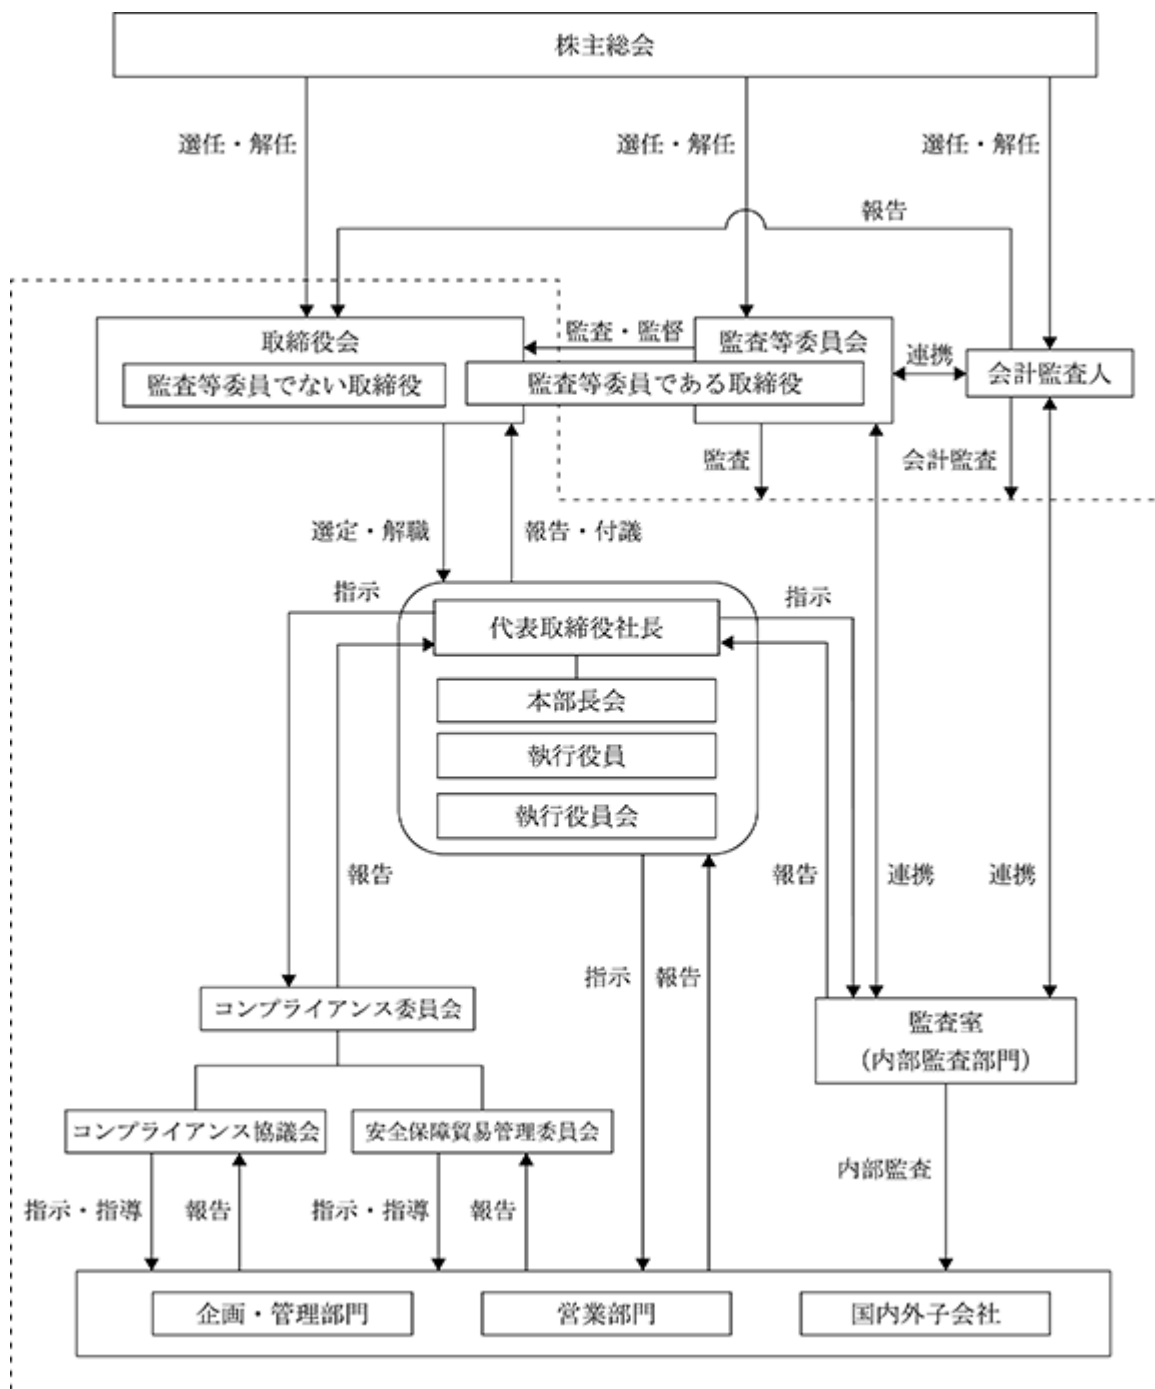 株主総会
選任・解任
選任・解任
選任・解任
報告
取締役会
監査・監督
監査等委員会
連携
会計監査人
監査等委員でない取締役
監査等委員である取締役
監査
会計監査
選定・解職
報告・付議
指示
指示
代表取締役社長
本部長会
執行役員
執行役員会
報告
報告
連携
連携
指示
報告
コンプライアンス委員会
監査室
（内部監査部門）
コンプライアンス協議会
安全保障貿易管理委員会
内部監査
指示・指導
報告
指示・指導
報告
企画・管理部門
営業部門
国内外子会社